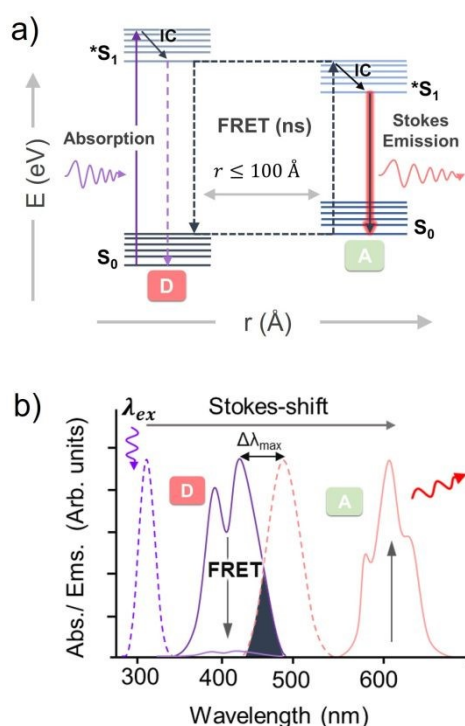 a)
E (eV)
*S₁
IC
Absorption
FRET (ns)
r ≤ 100 Å
IC
*S₁
Stokes
Emission
S₀
D
S₀
A
r (Å)
b)
Abs./ Ems. (Arb. units)
λex
Stokes-shift
Δλmax
D
A
FRET
300
400
500
600
Wavelength (nm)